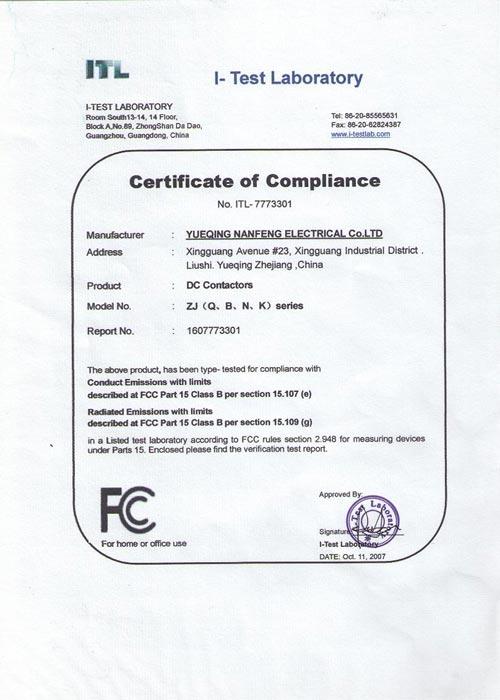 ITL
I- Test Laboratory
I-TEST LABORATORY
Room South13-14, 14 Floor,
Block A,No.89, ZhongShan Da Dao,
Guangzhou, Guangdong, China
Tel: 86-20-85565631
Fax: 86-20-62824387
www.i-testlab.com
Certificate of Compliance
No. ITL- 7773301
Manufacturer : YUEQING NANFENG ELECTRICAL Co.LTD
Address : Xingguang Avenue #23, Xingguang Industrial District .
Liushi. Yueqing Zhejiang ,China
Product : DC Contactors
Model No. : ZJ (Q、B、N、K) series
Report No. : 1607773301
The above product, has been type- tested for compliance with
Conduct Emissions with limits
described at FCC Part 15 Class B per section 15.107 (e)
Radiated Emissions with limits
described at FCC Part 15 Class B per section 15.109 (g)
in a Listed test laboratory according to FCC rules section 2.948 for measuring devices
under Parts 15. Enclosed please find the verification test report.
FC
For home or office use
Approved By:
I-Test Laboratory
Signature
I-Test Laboratory
DATE: Oct. 11, 2007